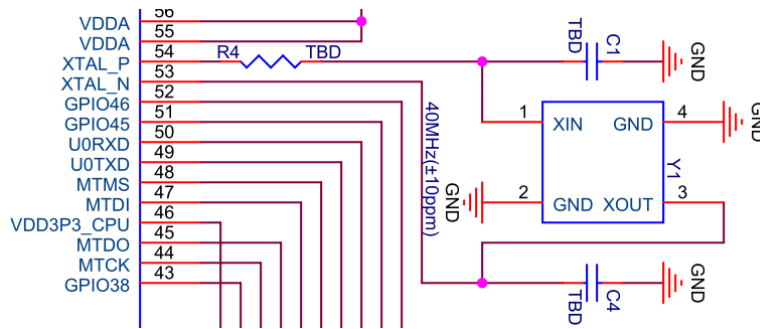 VDDA 56
VDDA 55
XTAL_P 54 R4 TBD
XTAL_N 53
GPIO46 52
GPIO45 51
U0RXD 50
U0TXD 49
MTMS 48
MTDI 47
VDD3P3_CPU 46
MTDO 45
MTCK 44
GPIO38 43
40MHz(±10ppm)
TBD C1 GND
1 XIN GND 4 GND
Y1
GND 2 GND XOUT 3
TBD C4 GND